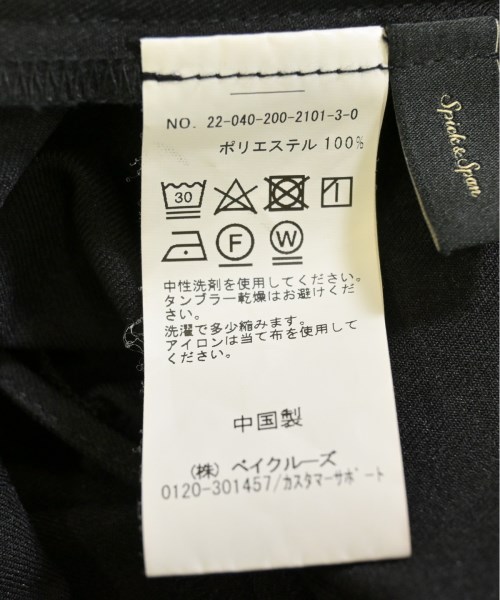 NO. 22-040-200-2101-3-0
ポリエステル 100%
30
F W
中性洗剤を使用してください。
タンブラー乾燥はお避けくだ
さい。
洗濯で多少縮みます。
アイロンは当て布を使用して
ください。
中国製
(株) ベイクルーズ
0120-301457/カスタマーサポート
Spick & Span